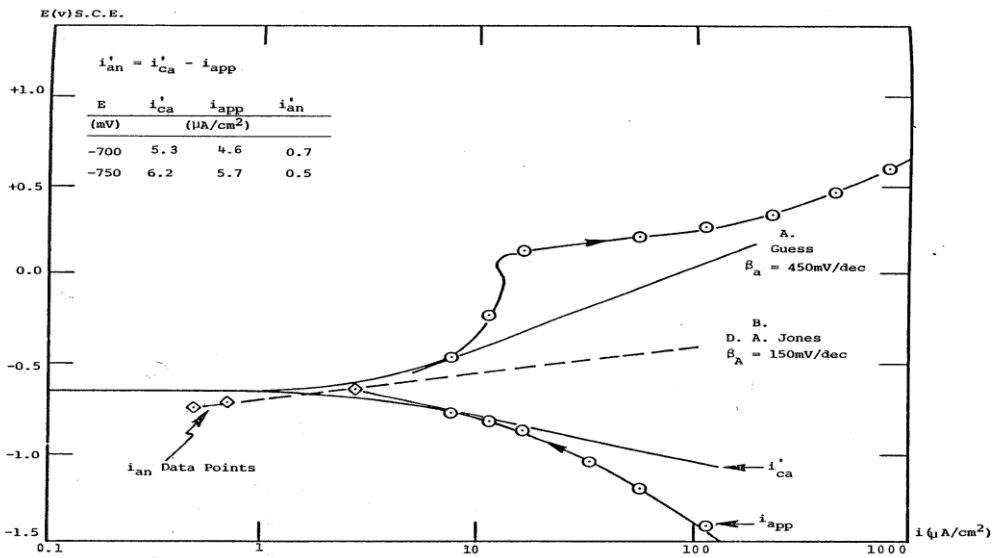 E(v)S.C.E.
i'an = i'ca - iapp
E i'ca iapp i'an
(mV) (μA/cm²)
-700 5.3 4.6 0.7
-750 6.2 5.7 0.5
+1.0
+0.5
0.0
-0.5
-1.0
-1.5
A.
Guess
βa = 450mV/dec
B.
D. A. Jones
βA = 150mV/dec
ian Data Points
i'ca
iapp
0.1 1 10 100 1000
i(μA/cm²)